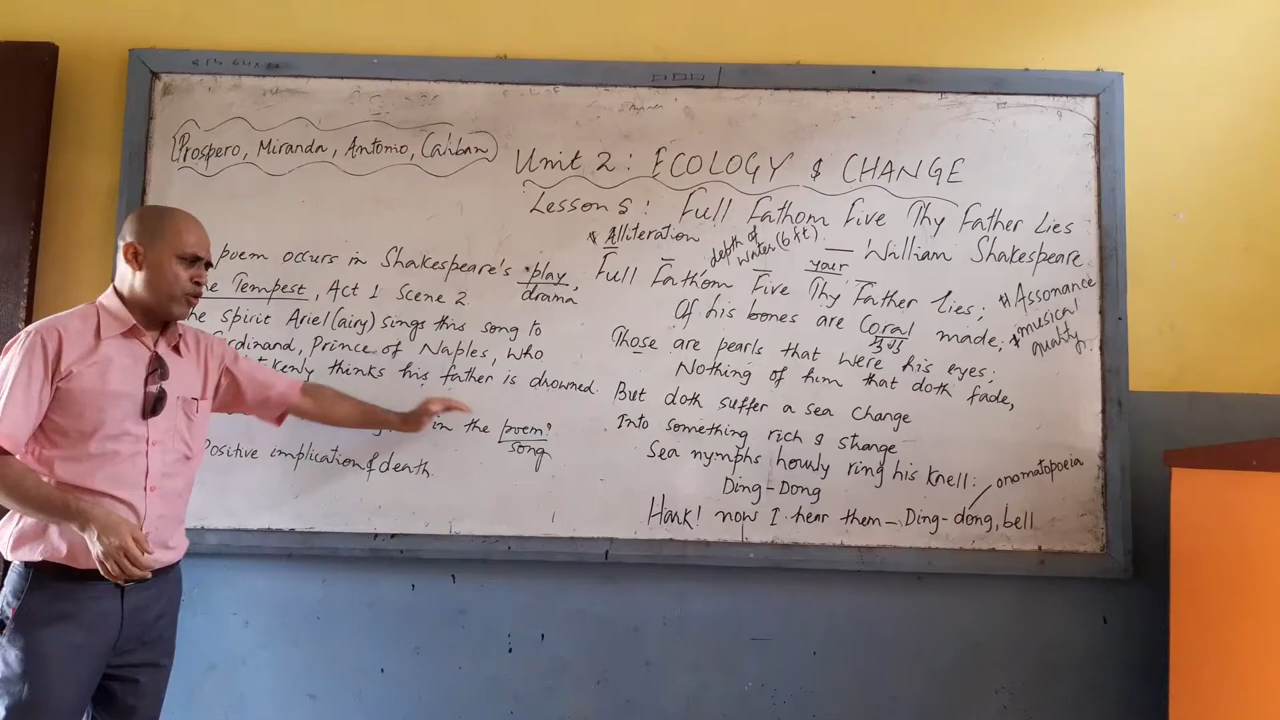 Prospero, Miranda, Antonio, Caliban
Unit 2: ECOLOGY & CHANGE
Lesson 5: Full Fathom Five Thy Father Lies
— William Shakespeare
poem occurs in Shakespeare's play,
drama
Tempest, Act 1 Scene 2.
spirit Ariel (airy) sings this song to
Prince of Naples, who
thinks his father is drowned.
in the poem?
song
Positive implication of death.
* Alliteration
depth of
water (6 ft)
your
Full Fathom Five Thy Father lies;
Of his bones are Coral made;
Those are pearls that were his eyes;
Nothing of him that doth fade,
But doth suffer a sea change
Into something rich & strange
Sea nymphs hourly ring his knell:
Ding-Dong
Hark! now I hear them - Ding-dong, bell
* Assonance
* musical
quality
onomatopoeia